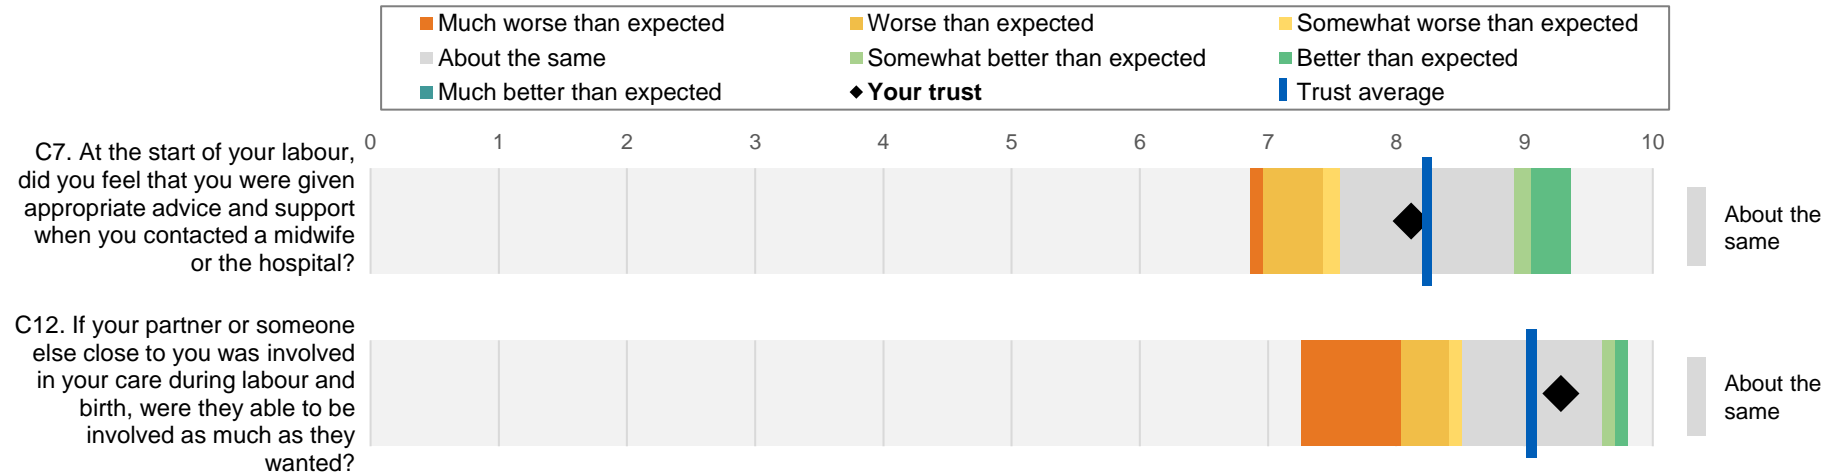 Much worse than expected
Worse than expected
Somewhat worse than expected
About the same
Somewhat better than expected
Better than expected
Much better than expected
Your trust
Trust average
0 1 2 3 4 5 6 7 8 9 10
C7. At the start of your labour,
did you feel that you were given
appropriate advice and support
when you contacted a midwife
or the hospital?
About the
same
C12. If your partner or someone
else close to you was involved
in your care during labour and
birth, were they able to be
involved as much as they
wanted?
About the
same